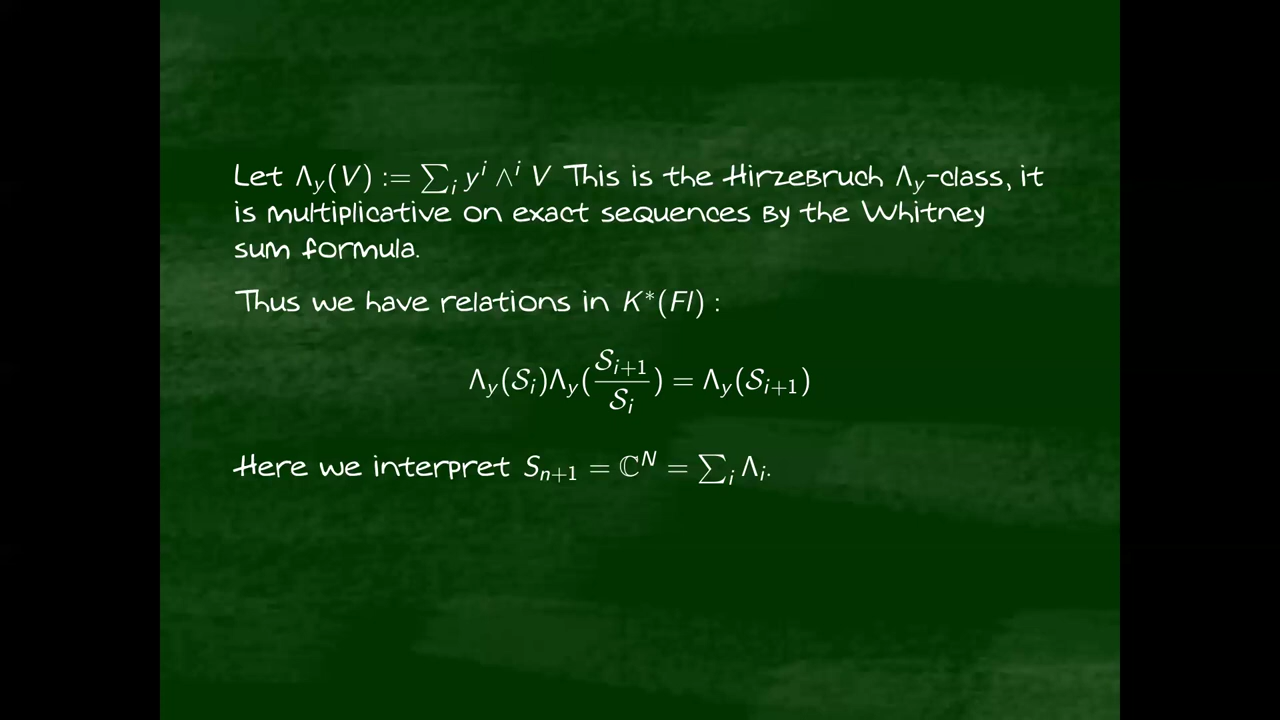 Let Λ_y(V) := ∑_i y^i ∧^i V This is the Hirzebruch Λ_y-class, it
is multiplicative on exact sequences by the Whitney
sum formula.
Thus we have relations in K*(Fl) :
Λ_y(𝒮_i)Λ_y(𝒮_{i+1}/𝒮_i) = Λ_y(𝒮_{i+1})
Here we interpret S_{n+1} = ℂ^N = ∑_i Λ_i.